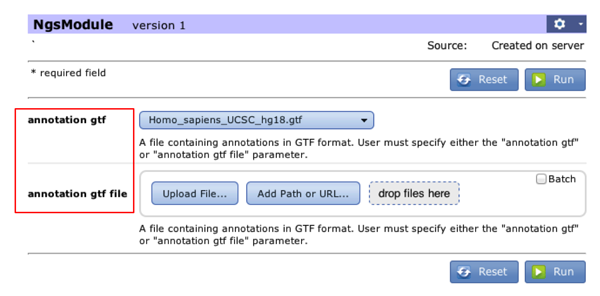 NgsModule version 1
` Source: Created on server
* required field
Reset Run
annotation gtf Homo_sapiens_UCSC_hg18.gtf
A file containing annotations in GTF format. User must specify either the "annotation gtf"
or "annotation gtf file" parameter.
Batch
annotation gtf file Upload File... Add Path or URL... drop files here
A file containing annotations in GTF format. User must specify either the "annotation gtf"
or "annotation gtf file" parameter.
Reset Run